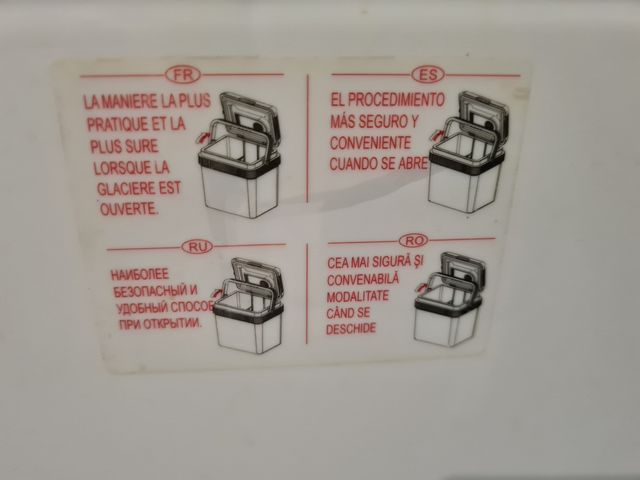 FR
LA MANIERE LA PLUS
PRATIQUE ET LA
PLUS SURE
LORSQUE LA
GLACIERE EST
OUVERTE.
ES
EL PROCEDIMIENTO
MÁS SEGURO Y
CONVENIENTE
CUANDO SE ABRE
RU
НАИБОЛЕЕ
БЕЗОПАСНЫЙ И
УДОБНЫЙ СПОСОБ
ПРИ ОТКРЫТИИ.
RO
CEA MAI SIGURĂ ŞI
CONVENABILĂ
MODALITATE
CÂND SE
DESCHIDE